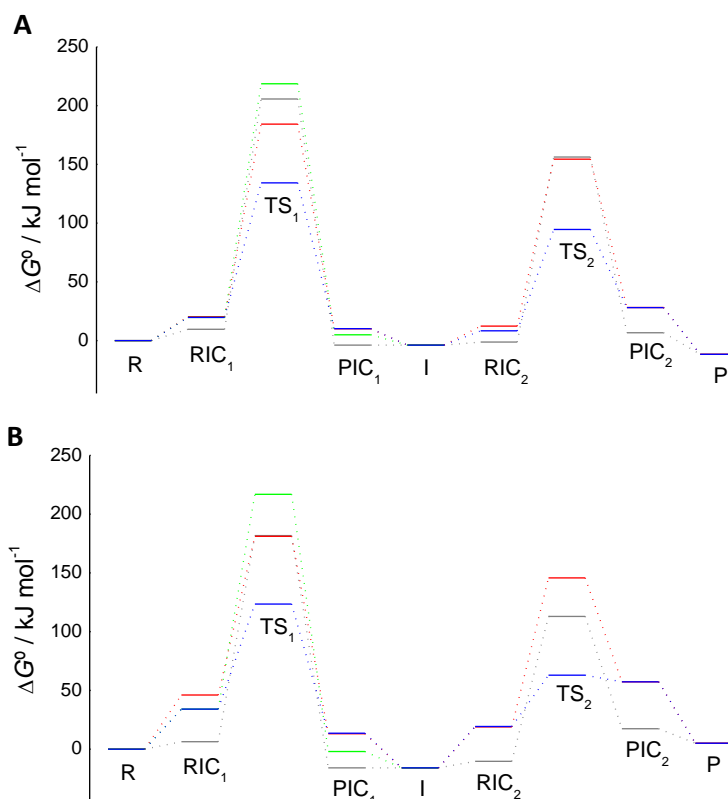 A
250
200
150
100
50
0
ΔG⁰ / kJ mol⁻¹
TS₁
TS₂
R
RIC₁
PIC₁
I
RIC₂
PIC₂
P
B
250
200
150
100
50
0
ΔG⁰ / kJ mol⁻¹
TS₁
TS₂
R
RIC₁
PIC₁
I
RIC₂
PIC₂
P